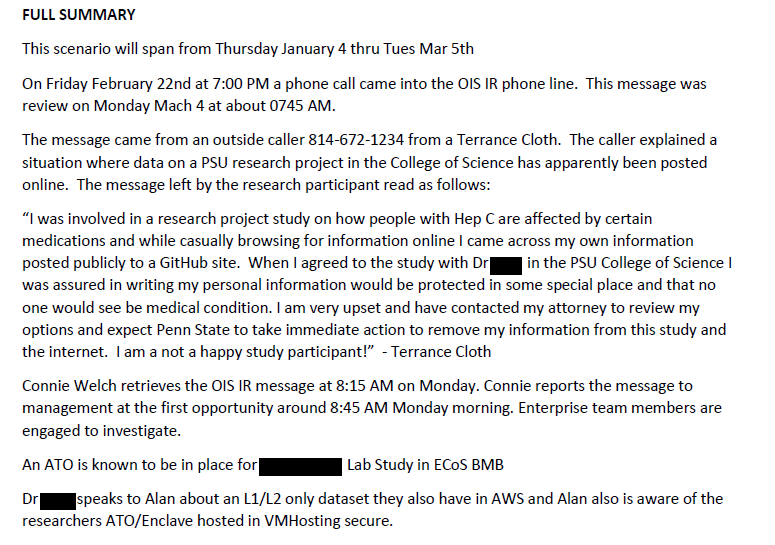 FULL SUMMARY
This scenario will span from Thursday January 4 thru Tues Mar 5th
On Friday February 22nd at 7:00 PM a phone call came into the OIS IR phone line.  This message was
review on Monday Mach 4 at about 0745 AM.
The message came from an outside caller 814-672-1234 from a Terrance Cloth.  The caller explained a
situation where data on a PSU research project in the College of Science has apparently been posted
online.  The message left by the research participant read as follows:
“I was involved in a research project study on how people with Hep C are affected by certain
medications and while casually browsing for information online I came across my own information
posted publicly to a GitHub site.  When I agreed to the study with Dr in the PSU College of Science I
was assured in writing my personal information would be protected in some special place and that no
one would see be medical condition. I am very upset and have contacted my attorney to review my
options and expect Penn State to take immediate action to remove my information from this study and
the internet.  I am a not a happy study participant!”  - Terrance Cloth
Connie Welch retrieves the OIS IR message at 8:15 AM on Monday. Connie reports the message to
management at the first opportunity around 8:45 AM Monday morning. Enterprise team members are
engaged to investigate.
An ATO is known to be in place for Lab Study in ECoS BMB
Dr speaks to Alan about an L1/L2 only dataset they also have in AWS and Alan also is aware of the
researchers ATO/Enclave hosted in VMHosting secure.